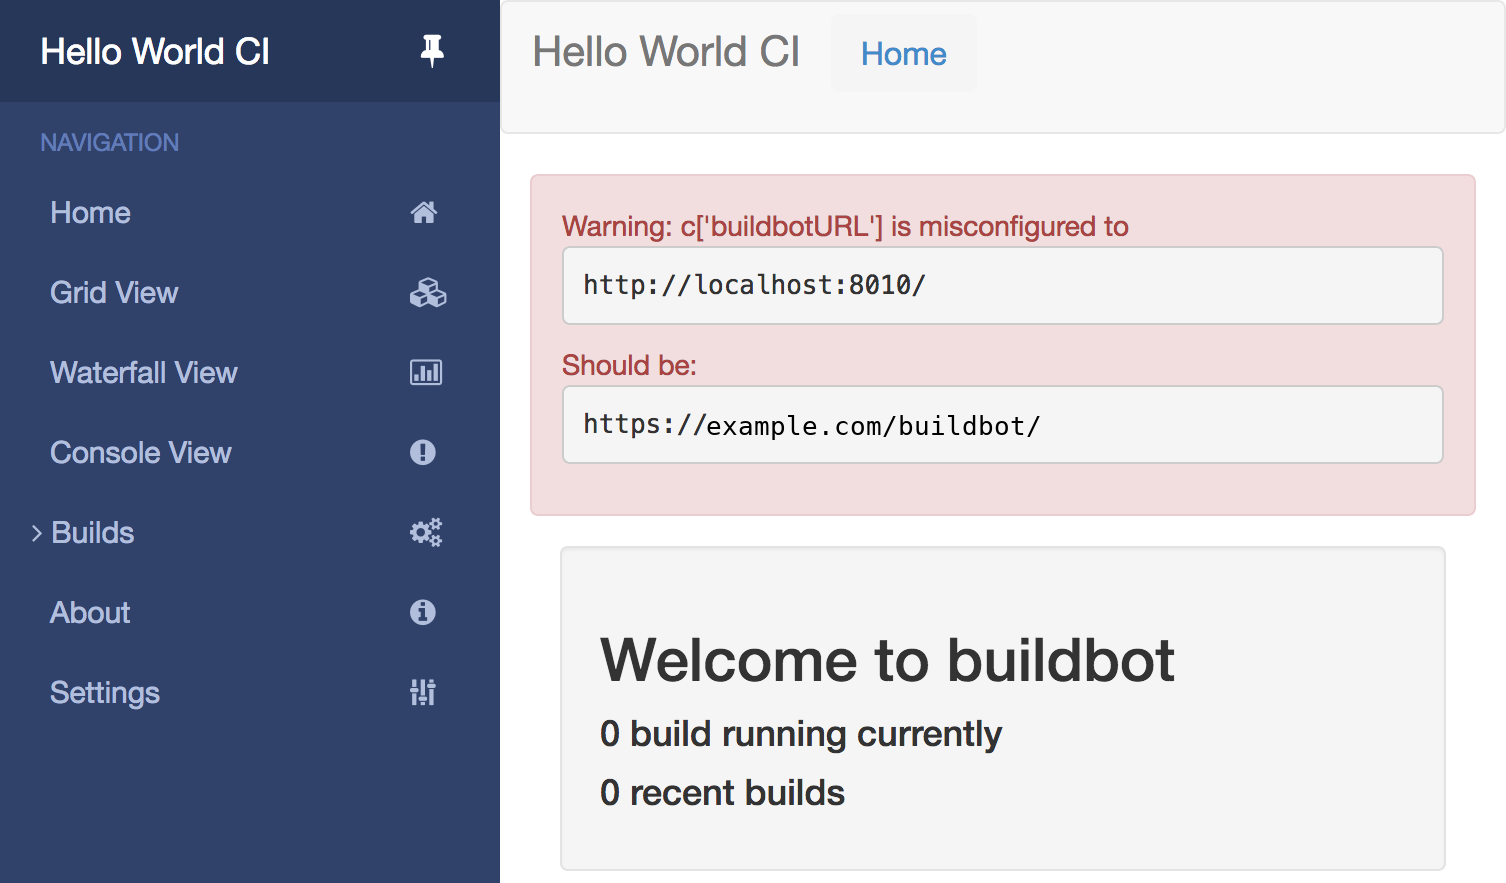 Hello World CI
NAVIGATION
Home
Grid View
Waterfall View
Console View
Builds
About
Settings
Hello World CI
Home
Warning: c['buildbotURL'] is misconfigured to
http://localhost:8010/
Should be:
https://example.com/buildbot/
Welcome to buildbot
0 build running currently
0 recent builds